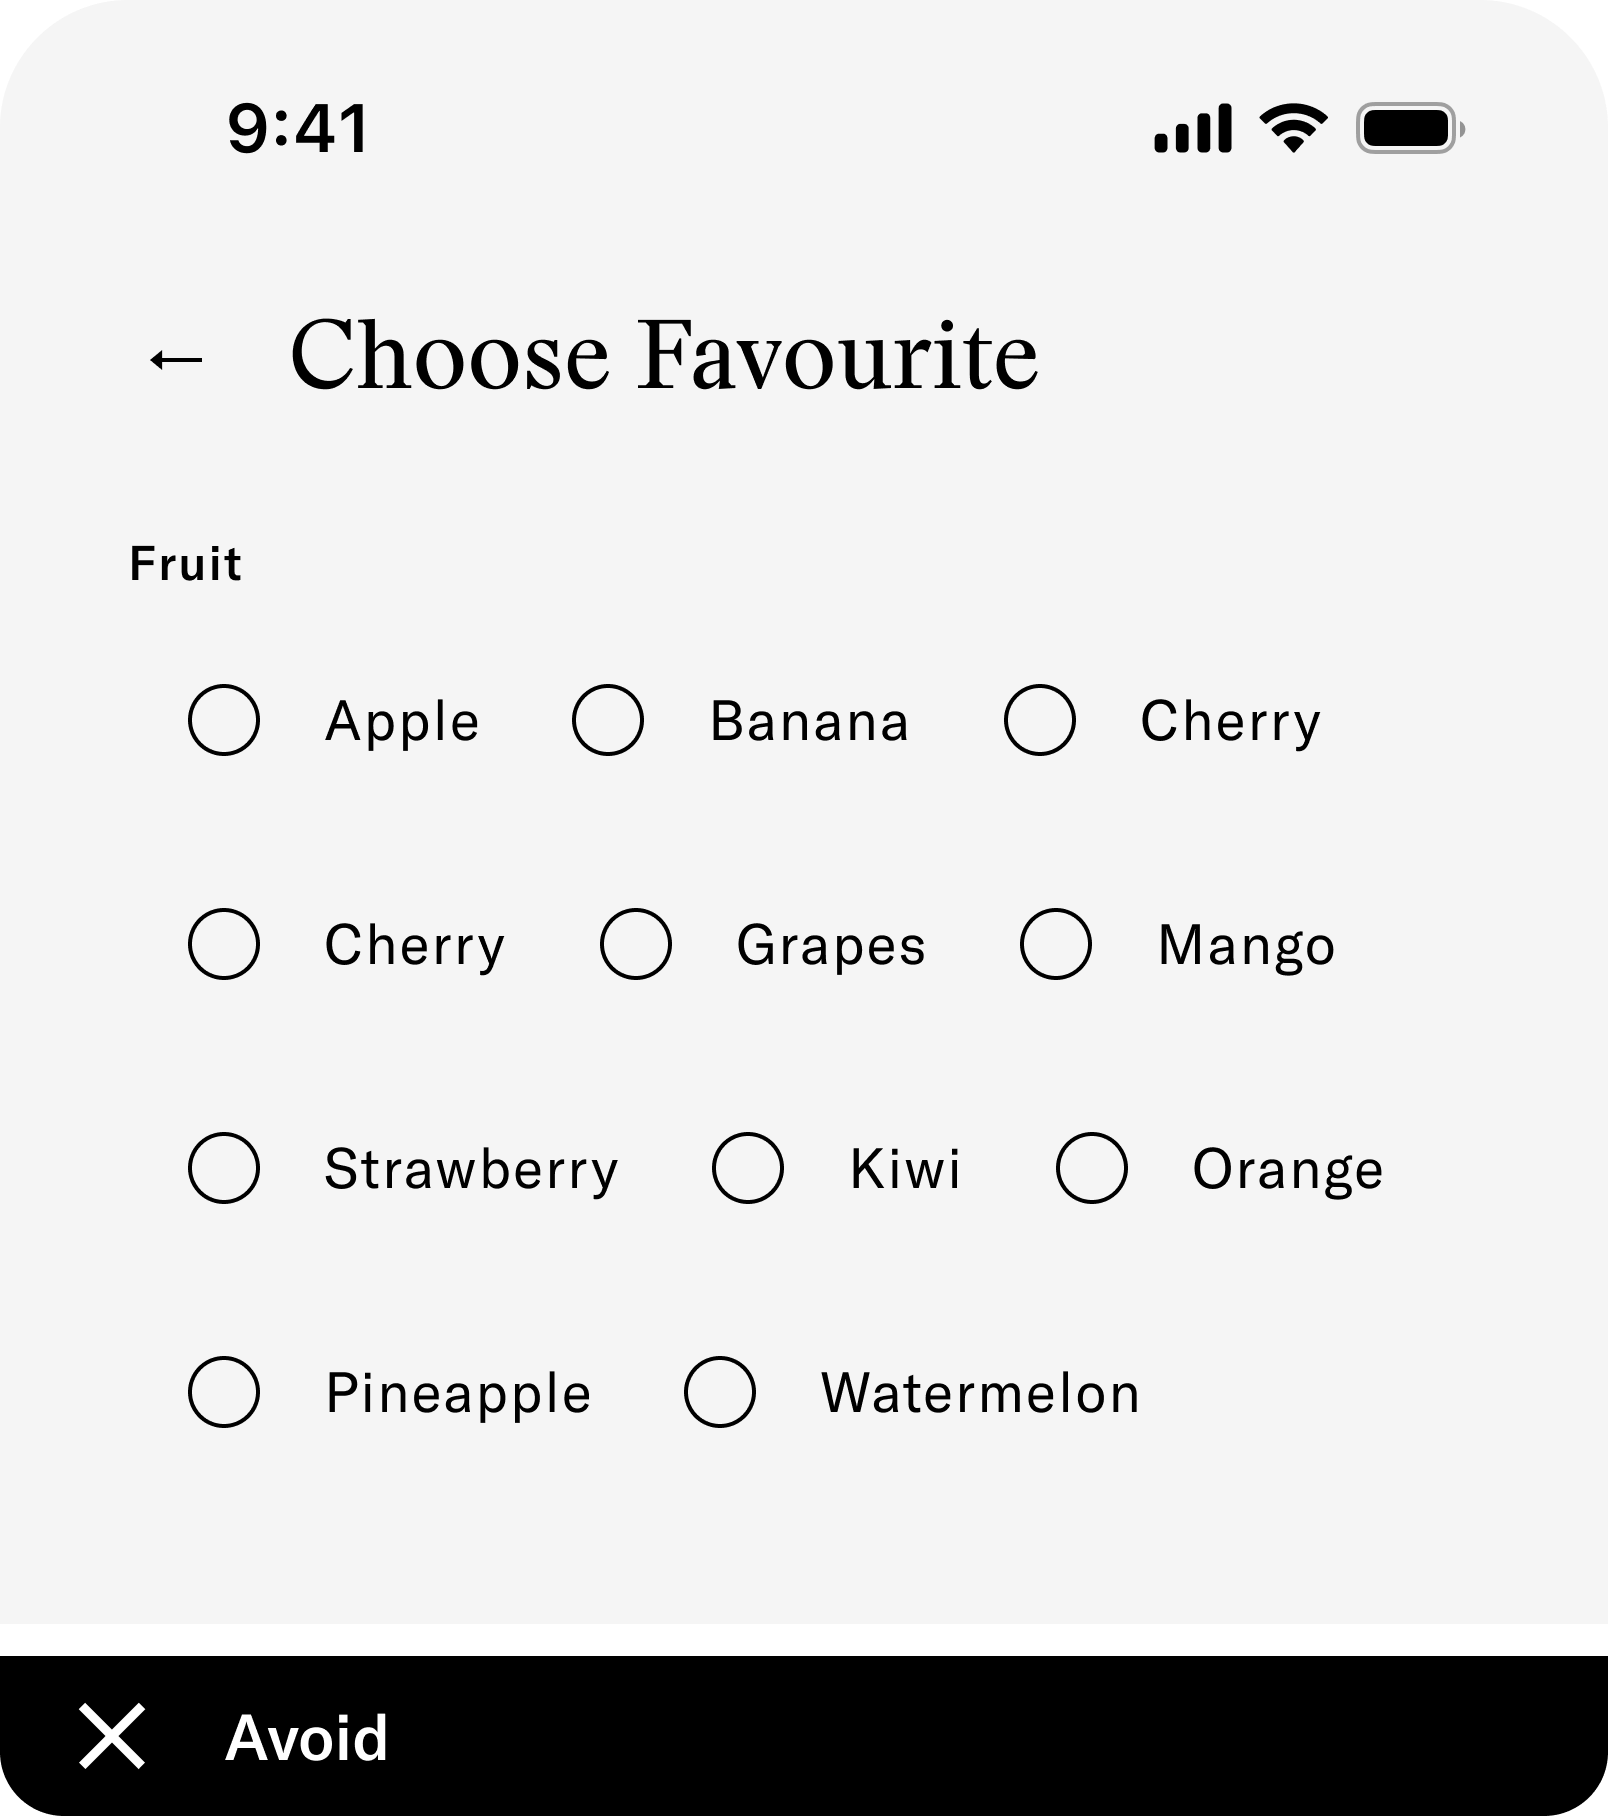 9:41
Choose Favourite
Fruit
Apple Banana Cherry
Cherry Grapes Mango
Strawberry Kiwi Orange
Pineapple Watermelon
Avoid